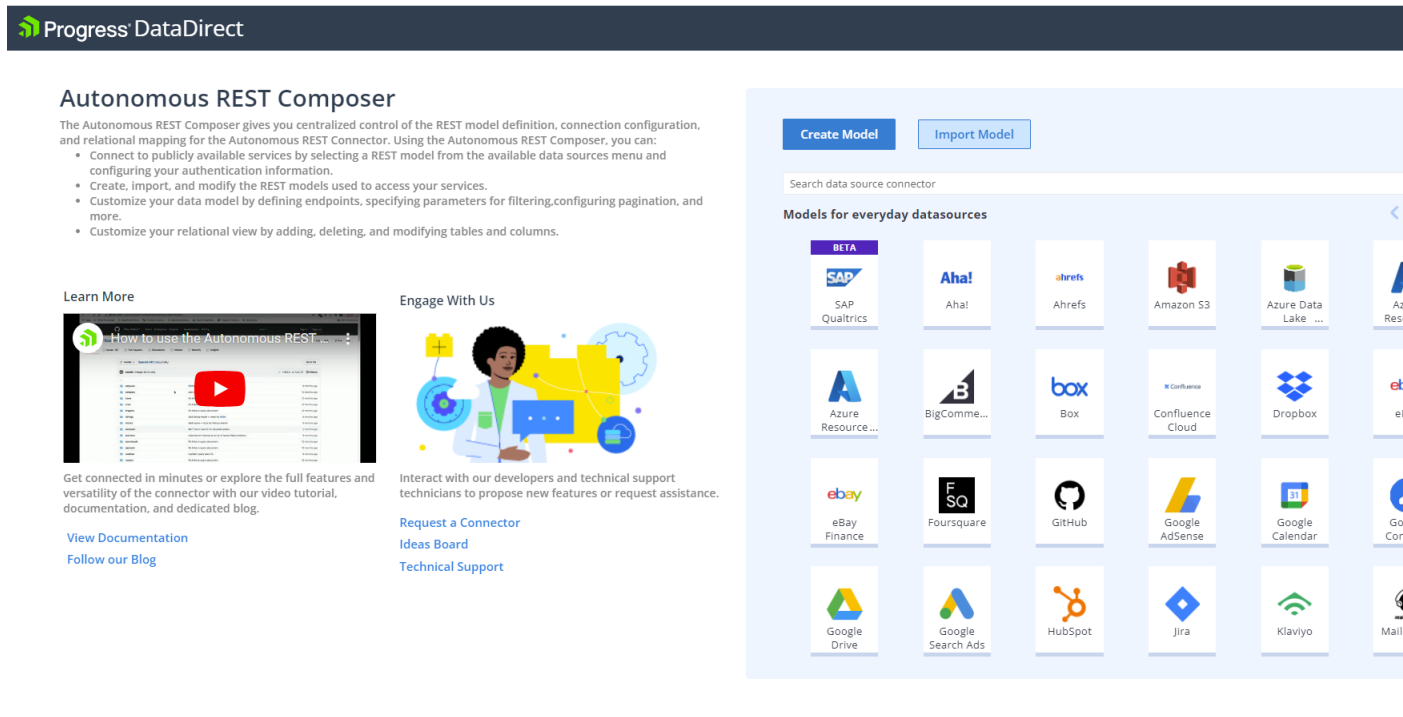 Progress® DataDirect
Autonomous REST Composer
The Autonomous REST Composer gives you centralized control of the REST model definition, connection configuration,
and relational mapping for the Autonomous REST Connector. Using the Autonomous REST Composer, you can:
• Connect to publicly available services by selecting a REST model from the available data sources menu and
configuring your authentication information.
• Create, import, and modify the REST models used to access your services.
• Customize your data model by defining endpoints, specifying parameters for filtering,configuring pagination, and
more.
• Customize your relational view by adding, deleting, and modifying tables and columns.
Learn More
How to use the Autonomous REST...
Get connected in minutes or explore the full features and
versatility of the connector with our video tutorial,
documentation, and dedicated blog.
View Documentation
Follow our Blog
Engage With Us
Interact with our developers and technical support
technicians to propose new features or request assistance.
Request a Connector
Ideas Board
Technical Support
Create Model
Import Model
Search data source connector
Models for everyday datasources
BETA
SAP
SAP
Qualtrics
Aha!
Aha!
ahrefs
Ahrefs
Amazon S3
Azure Data
Lake ...
Azure
Resource ...
BigComme...
B
box
Box
Confluence
Confluence
Cloud
Dropbox
ebay
eBay
Finance
F
SQ
Foursquare
GitHub
Google
AdSense
31
Google
Calendar
Google
Drive
Google
Search Ads
HubSpot
Jira
Klaviyo